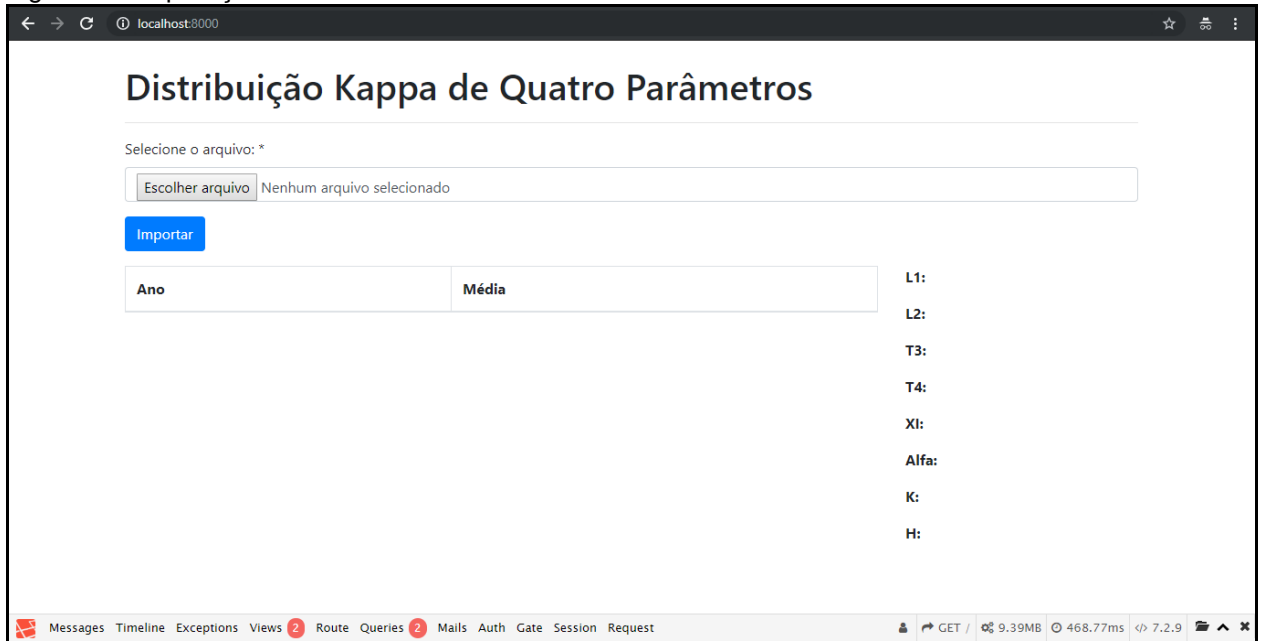 localhost:8000
Distribuição Kappa de Quatro Parâmetros
Selecione o arquivo: *
Escolher arquivo Nenhum arquivo selecionado
Importar
Ano Média
L1:
L2:
T3:
T4:
XI:
Alfa:
K:
H:
Messages Timeline Exceptions Views 2 Route Queries 2 Mails Auth Gate Session Request GET / 9.39MB 468.77ms 7.2.9